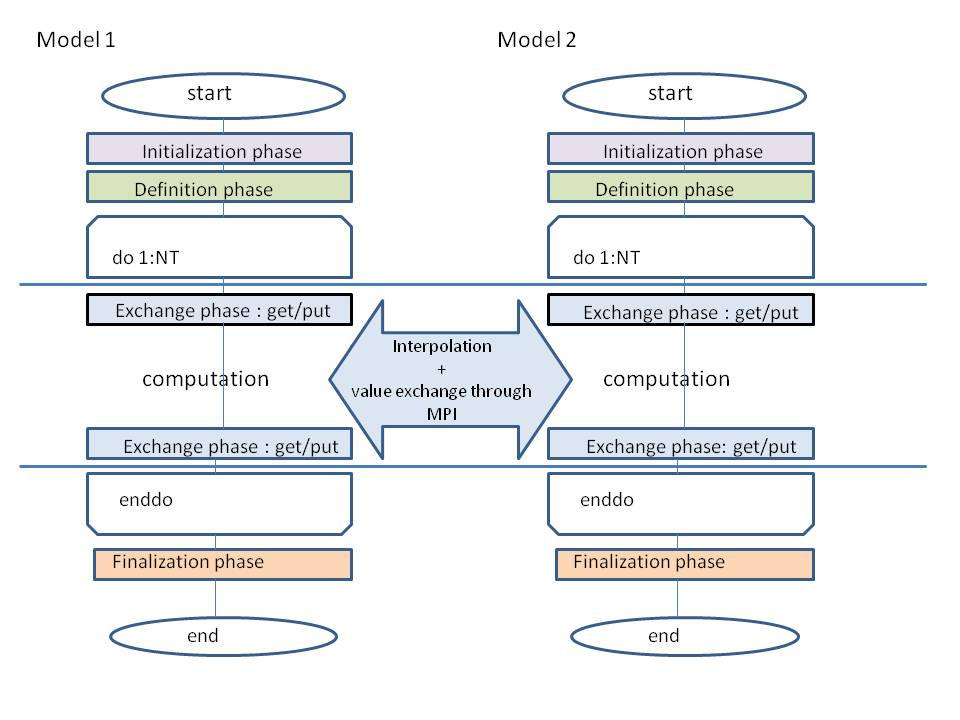 Model 1
Model 2
start
start
Initialization phase
Initialization phase
Definition phase
Definition phase
do 1:NT
do 1:NT
Exchange phase : get/put
Exchange phase : get/put
Interpolation
+
value exchange through
MPI
computation
computation
Exchange phase : get/put
Exchange phase: get/put
enddo
enddo
Finalization phase
Finalization phase
end
end